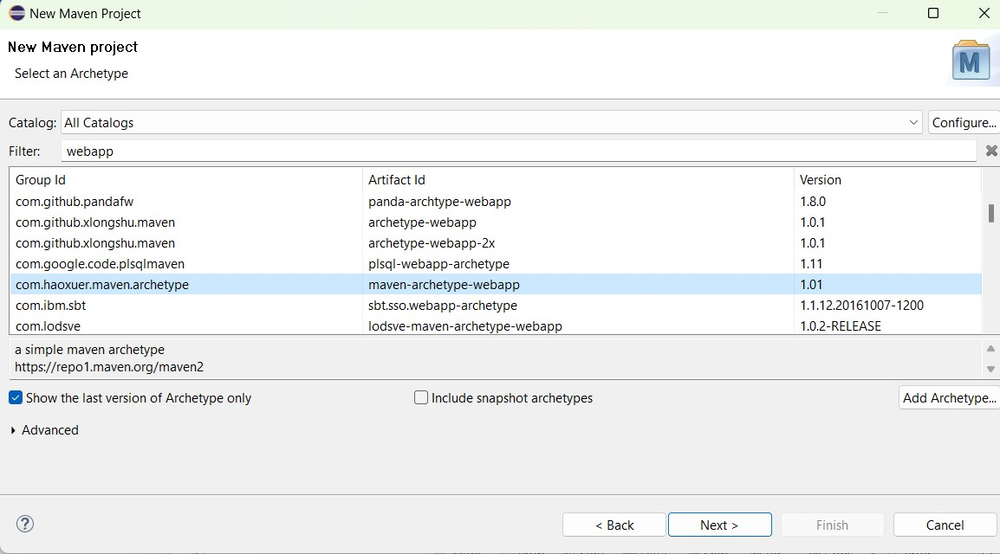 New Maven Project
New Maven project
Select an Archetype
M
Catalog: All Catalogs Configure...
Filter: webapp
Group Id Artifact Id Version
com.github.pandafw panda-archtype-webapp 1.8.0
com.github.xlongshu.maven archetype-webapp 1.0.1
com.github.xlongshu.maven archetype-webapp-2x 1.0.1
com.google.code.plsqlmaven plsql-webapp-archetype 1.11
com.haoxuer.maven.archetype maven-archetype-webapp 1.01
com.ibm.sbt sbt.sso.webapp-archetype 1.1.12.20161007-1200
com.lodsve lodsve-maven-archetype-webapp 1.0.2-RELEASE
a simple maven archetype
https://repo1.maven.org/maven2
Show the last version of Archetype only Include snapshot archetypes Add Archetype...
Advanced
? < Back Next > Finish Cancel